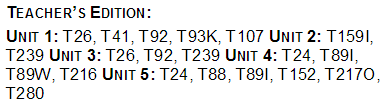 TEACHER'S EDITION:
UNIT 1: T26, T41, T92, T93K, T107 UNIT 2: T159I,
T239 UNIT 3: T26, T92, T239 UNIT 4: T24, T89I,
T89W, T216 UNIT 5: T24, T88, T89I, T152, T217O,
T280